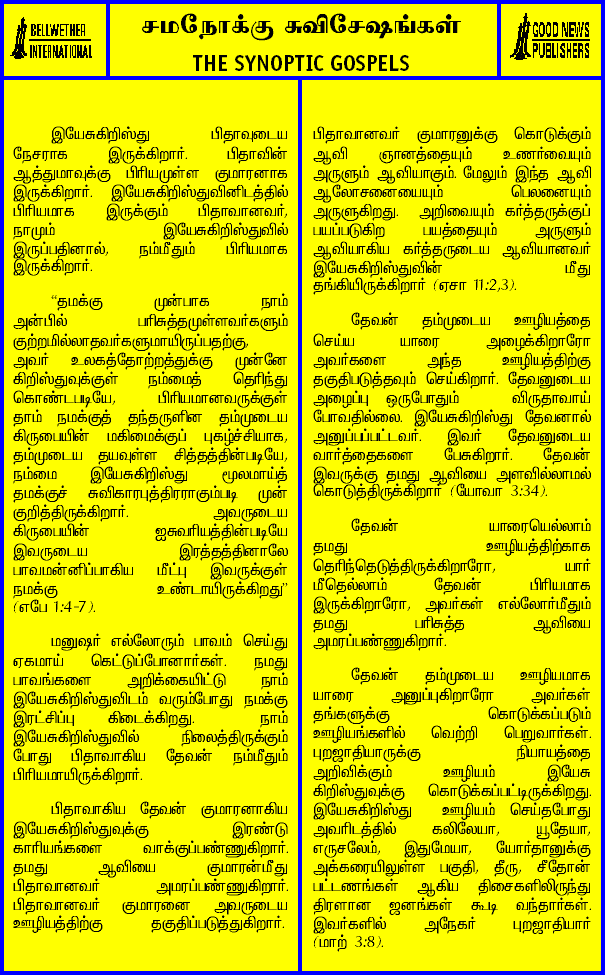 BELLWETHER
INTERNATIONAL
சமநோக்கு சுவிசேஷங்கள்
THE SYNOPTIC GOSPELS
GOOD NEWS
PUBLISHERS
இயேசுகிறிஸ்து பிதாவுடைய
நேசராக இருக்கிறார். பிதாவின்
ஆத்துமாவுக்கு பிரியமுள்ள குமாரனாக
இருக்கிறார். இயேசுகிறிஸ்துவினிடத்தில்
பிரியமாக இருக்கும் பிதாவானவர்,
நாமும் இயேசுகிறிஸ்துவில்
இருப்பதினால், நம்மீதும் பிரியமாக
இருக்கிறார்.
“தமக்கு முன்பாக நாம்
அன்பில் பரிசுத்தமுள்ளவர்களும்
குற்றமில்லாதவர்களுமாயிருப்பதற்கு,
அவர் உலகத்தோற்றத்துக்கு முன்னே
கிறிஸ்துவுக்குள் நம்மைத் தெரிந்து
கொண்டபடியே, பிரியமானவருக்குள்
தாம் நமக்குத் தந்தருளின தம்முடைய
கிருபையின் மகிமைக்குப் புகழ்ச்சியாக,
தம்முடைய தயவுள்ள சித்தத்தின்படியே,
நம்மை இயேசுகிறிஸ்து மூலமாய்த்
தமக்குச் சுவிகாரபுத்திரராகும்படி முன்
குறித்திருக்கிறார். அவருடைய
கிருபையின் ஐசுவரியத்தின்படியே
இவருடைய இரத்தத்தினாலே
பாவமன்னிப்பாகிய மீட்பு இவருக்குள்
நமக்கு உண்டாயிருக்கிறது”
(எபே 1:4-7).
மனுஷர் எல்லோரும் பாவம் செய்து
ஏகமாய் கெட்டுப்போனார்கள். நமது
பாவங்களை அறிக்கையிட்டு நாம்
இயேசுகிறிஸ்துவிடம் வரும்போது நமக்கு
இரட்சிப்பு கிடைக்கிறது. நாம்
இயேசுகிறிஸ்துவில் நிலைத்திருக்கும்
போது பிதாவாகிய தேவன் நம்மீதும்
பிரியமாயிருக்கிறார்.
பிதாவாகிய தேவன் குமாரனாகிய
இயேசுகிறிஸ்துவுக்கு இரண்டு
காரியங்களை வாக்குப்பண்ணுகிறார்.
தமது ஆவியை குமாரன்மீது
பிதாவானவர் அமரப்பண்ணுகிறார்.
பிதாவானவர் குமாரனை அவருடைய
ஊழியத்திற்கு தகுதிப்படுத்துகிறார்.
பிதாவானவர் குமாரனுக்கு கொடுக்கும்
ஆவி ஞானத்தையும் உணர்வையும்
அருளும் ஆவியாகும். மேலும் இந்த ஆவி
ஆலோசனையையும் பெலனையும்
அருளுகிறது. அறிவையும் கர்த்தருக்குப்
பயப்படுகிற பயத்தையும் அருளும்
ஆவியாகிய கர்த்தருடைய ஆவியானவர்
இயேசுகிறிஸ்துவின் மீது
தங்கியிருக்கிறார் (ஏசா 11:2,3).
தேவன் தம்முடைய ஊழியத்தை
செய்ய யாரை அழைக்கிறாரோ
அவர்களை அந்த ஊழியத்திற்கு
தகுதிபடுத்தவும் செய்கிறார். தேவனுடைய
அழைப்பு ஒருபோதும் விருதாவாய்
போவதில்லை. இயேசுகிறிஸ்து தேவனால்
அனுப்பப்பட்டவர். இவர் தேவனுடைய
வார்த்தைகளை பேசுகிறார். தேவன்
இவருக்கு தமது ஆவியை அளவில்லாமல்
கொடுத்திருக்கிறார் (யோவா 3:34).
தேவன் யாரையெல்லாம்
தமது ஊழியத்திற்காக
தெரிந்தெடுத்திருக்கிறாரோ, யார்
மீதெல்லாம் தேவன் பிரியமாக
இருக்கிறாரோ, அவர்கள் எல்லோர்மீதும்
தமது பரிசுத்த ஆவியை
அமரப்பண்ணுகிறார்.
தேவன் தம்முடைய ஊழியமாக
யாரை அனுப்புகிறாரோ அவர்கள்
தங்களுக்கு கொடுக்கப்படும்
ஊழியங்களில் வெற்றி பெறுவார்கள்.
புறஜாதியாருக்கு நியாயத்தை
அறிவிக்கும் ஊழியம் இயேசு
கிறிஸ்துவுக்கு கொடுக்கப்பட்டிருக்கிறது.
இயேசுகிறிஸ்து ஊழியம் செய்தபோது
அவரிடத்தில் கலிலேயா, யூதேயா,
எருசலேம், இதுமேயா, யோர்தானுக்கு
அக்கரையிலுள்ள பகுதி, தீரு, சீதோன்
பட்டணங்கள் ஆகிய திசைகளிலிருந்து
திரளான ஜனங்கள் கூடி வந்தார்கள்.
இவர்களில் அநேகர் புறஜாதியார்
(மாற் 3:8).